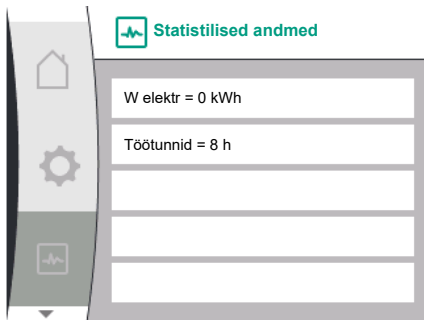 Statistilised andmed
W elektr = 0 kWh
Töötunnid = 8 h